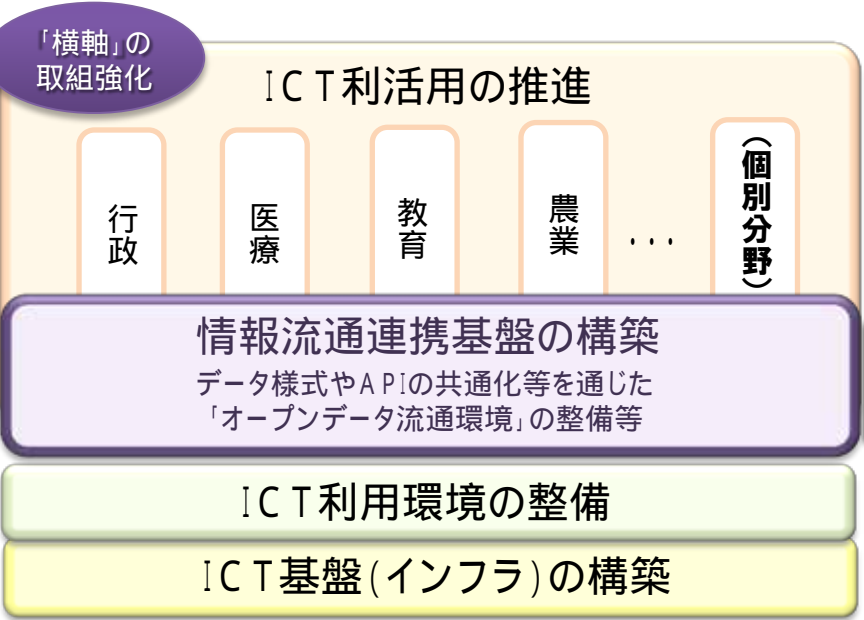 「横軸」の
取組強化
ICT利活用の推進
行政
医療
教育
農業
...
(個別分野)
情報流通連携基盤の構築
データ様式やAPIの共通化等を通じた
「オープンデータ流通環境」の整備等
ICT利用環境の整備
ICT基盤(インフラ)の構築